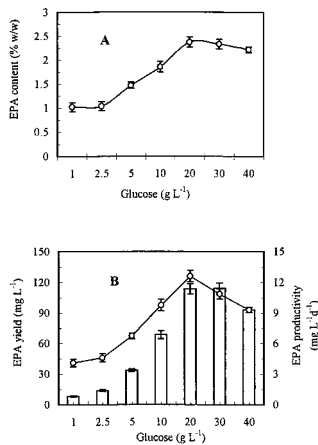 A
EPA content (% w/w)
3
2.5
2
1.5
1
0.5
0
1 2.5 5 10 20 30 40
Glucose (g L-1)
B
EPA yield (mg L-1)
150
120
90
60
30
0
15
12
9
6
3
0
EPA productivity
(mg L-1d-1)
1 2.5 5 10 20 30 40
Glucose (g L-1)